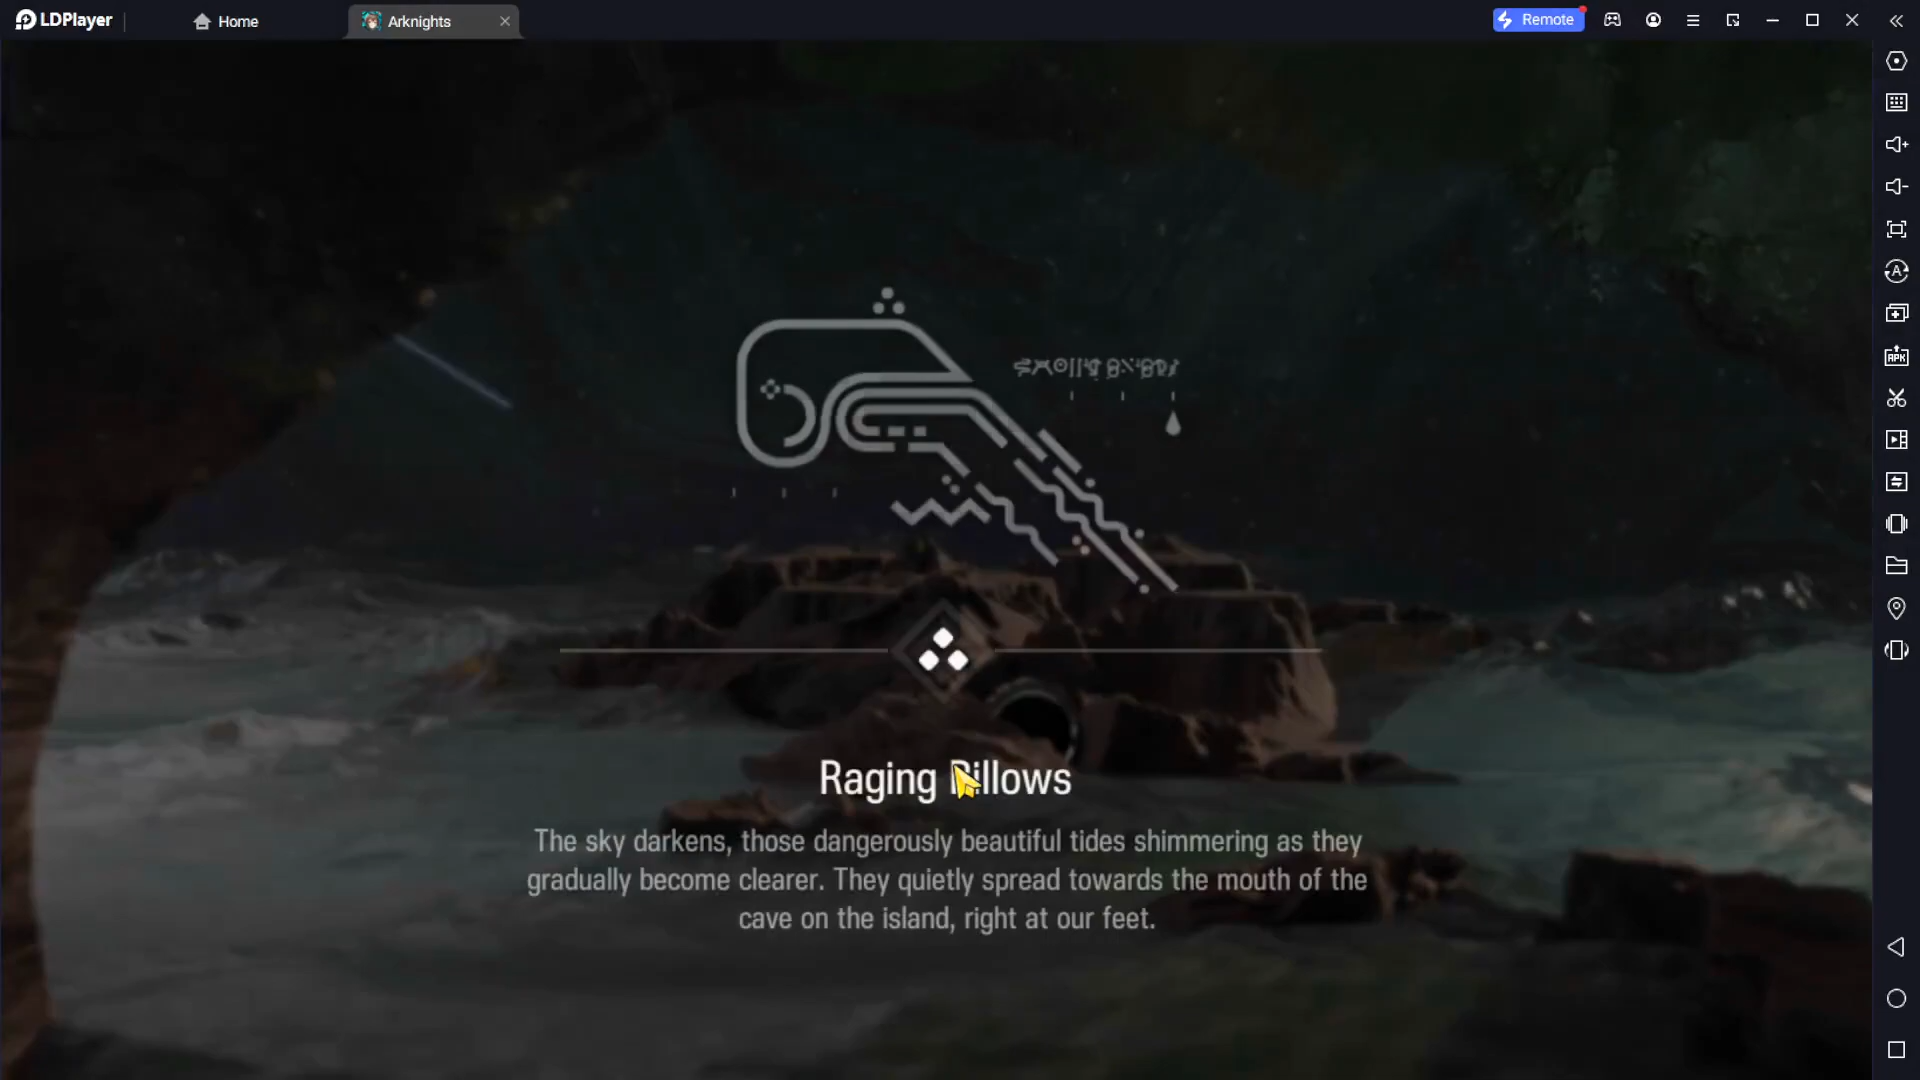 LDPlayer
Home
Arknights
Remote
APK
Raging Billows
The sky darkens, those dangerously beautiful tides shimmering as they
gradually become clearer. They quietly spread towards the mouth of the
cave on the island, right at our feet.